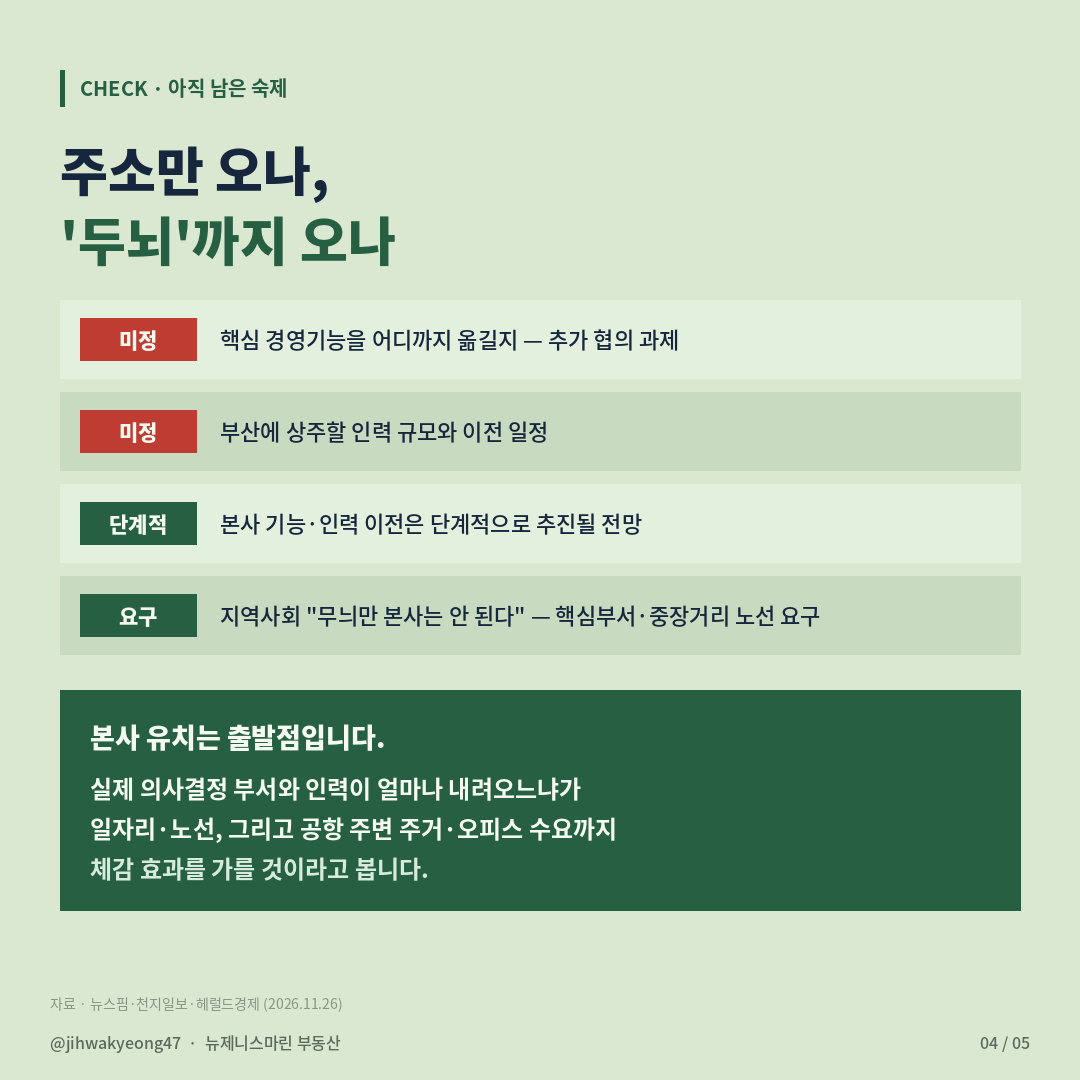 CHECK · 아직 남은 숙제
주소만 오나,
'두뇌'까지 오나
미정 핵심 경영기능을 어디까지 옮길지 — 추가 협의 과제
미정 부산에 상주할 인력 규모와 이전 일정
단계적 본사 기능·인력 이전은 단계적으로 추진될 전망
요구 지역사회 "무늬만 본사는 안 된다" — 핵심부서·중장거리 노선 요구
본사 유치는 출발점입니다.
실제 의사결정 부서와 인력이 얼마나 내려오느냐가
일자리·노선, 그리고 공항 주변 주거·오피스 수요까지
체감 효과를 가를 것이라고 봅니다.
자료 · 뉴스핌·천지일보·헤럴드경제 (2026.11.26)
@jihwakyeong47 · 뉴제니스마린 부동산
04 / 05